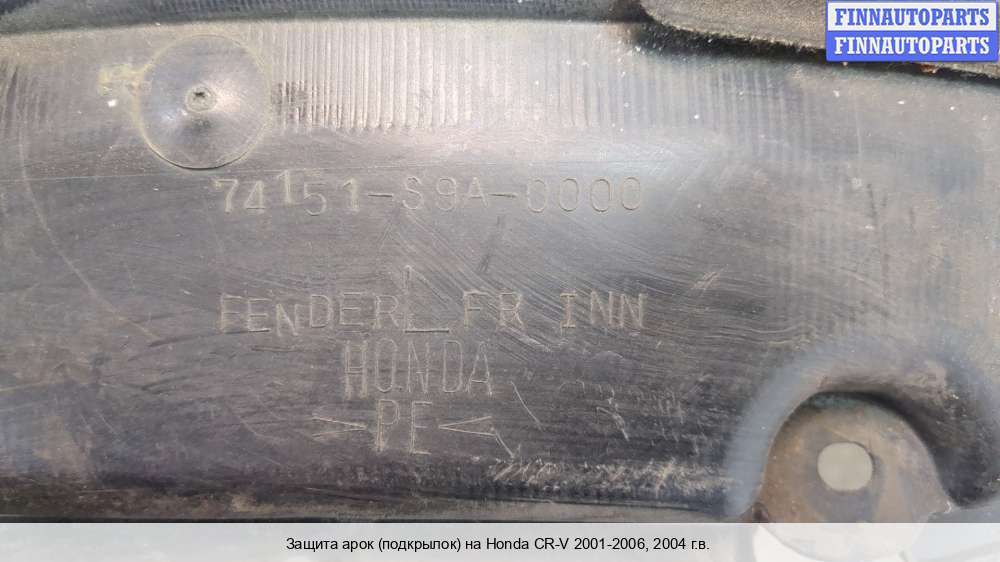 FINNAUTOPARTS
FINNAUTOPARTS
74151-S9A-0000
FENDER L FR INN
HONDA
>PE<
Защита арок (подкрылок) на Honda CR-V 2001-2006, 2004 г.в.